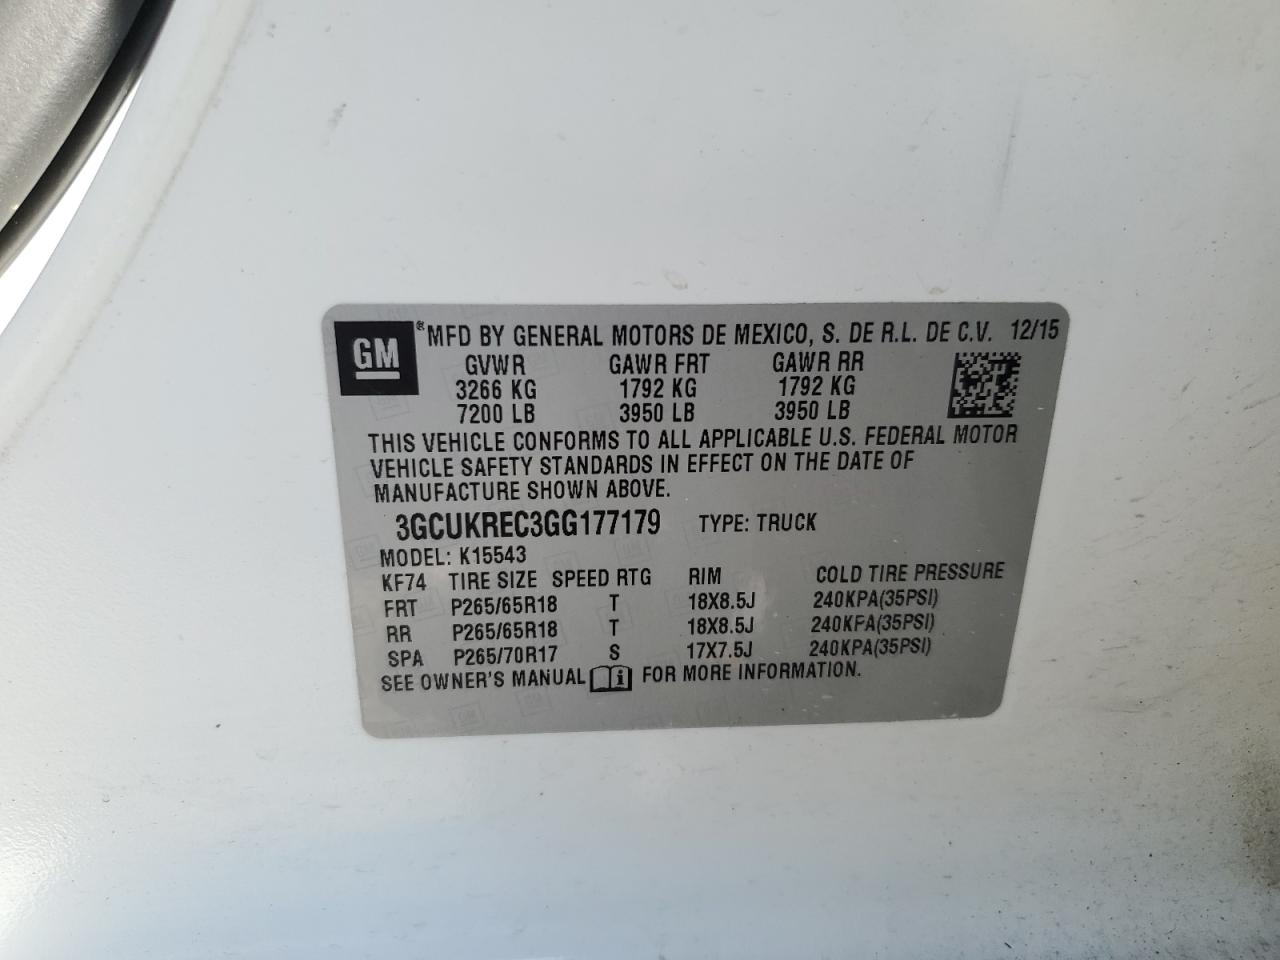 GM ® MFD BY GENERAL MOTORS DE MEXICO, S. DE R.L. DE C.V. 12/15
GVWR GAWR FRT GAWR RR
3266 KG 1792 KG 1792 KG
7200 LB 3950 LB 3950 LB
THIS VEHICLE CONFORMS TO ALL APPLICABLE U.S. FEDERAL MOTOR
VEHICLE SAFETY STANDARDS IN EFFECT ON THE DATE OF
MANUFACTURE SHOWN ABOVE.
3GCUKREC3GG177179 TYPE: TRUCK
MODEL: K15543
KF74 TIRE SIZE SPEED RTG RIM COLD TIRE PRESSURE
FRT P265/65R18 T 18X8.5J 240KPA(35PSI)
RR P265/65R18 T 18X8.5J 240KPA(35PSI)
SPA P265/70R17 S 17X7.5J 240KPA(35PSI)
SEE OWNER'S MANUAL i FOR MORE INFORMATION.